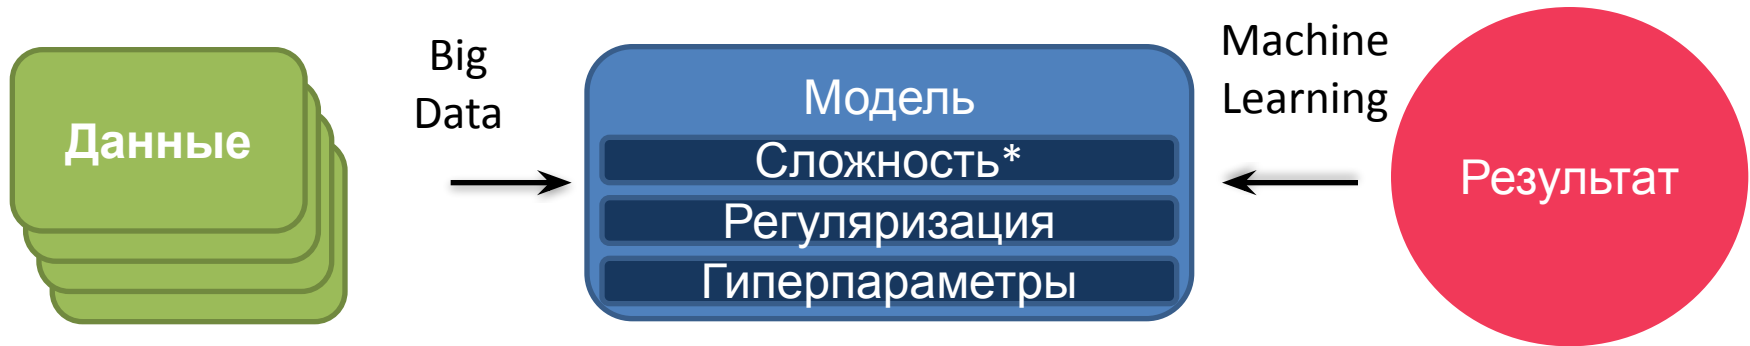 Данные
Big
Data
Модель
Сложность*
Регуляризация
Гиперпараметры
Machine
Learning
Результат